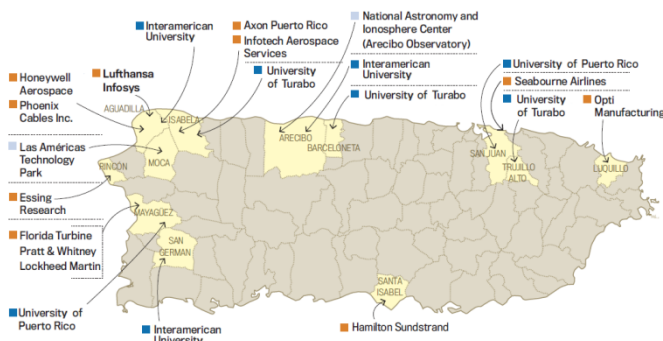 Interamerican
University
Axon Puerto Rico
Infotech Aerospace
Services
University
of Turabo
National Astronomy and
Ionosphere Center
(Arecibo Observatory)
Interamerican
University
University of Turabo
University of Puerto Rico
Seabourne Airlines
University
of Turabo
Opti
Manufacturing
Honeywell
Aerospace
Phoenix
Cables Inc.
Lufthansa
Infosys
Las Américas
Technology
Park
Essing
Research
Florida Turbine
Pratt & Whitney
Lockheed Martin
University of
Puerto Rico
Interamerican
University
Hamilton Sundstrand
AGUADILLA
ISABELA
MOCA
RINCÓN
MAYAGÜEZ
SAN
GERMAN
ARECIBO
BARCELONETA
SAN JUAN
TRUJILLO
ALTO
LUQUILLO
SANTA
ISABEL